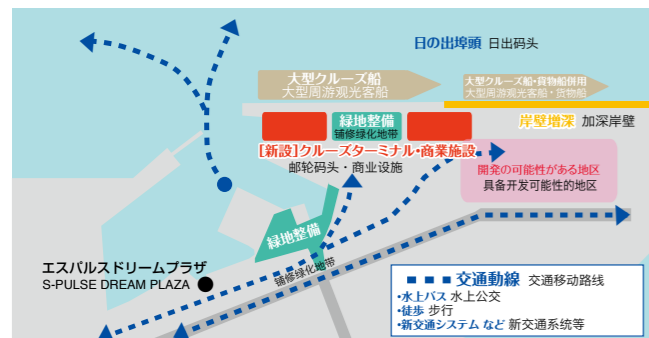 日の出埠頭 日出码头
大型クルーズ船
大型周游观光客船
大型クルーズ船・貨物船併用
大型周游观光客船・货物船
緑地整備
铺修绿化地带
岸壁増深 加深岸壁
[新設]クルーズターミナル・商業施設
邮轮码头・商业设施
開発の可能性がある地区
具备开发可能性的地区
緑地整備
铺修绿化地带
エスパルスドリームプラザ
S-PULSE DREAM PLAZA
交通動線 交通移动路线
・水上バス 水上公交
・徒歩 步行
・新交通システム など 新交通系统等